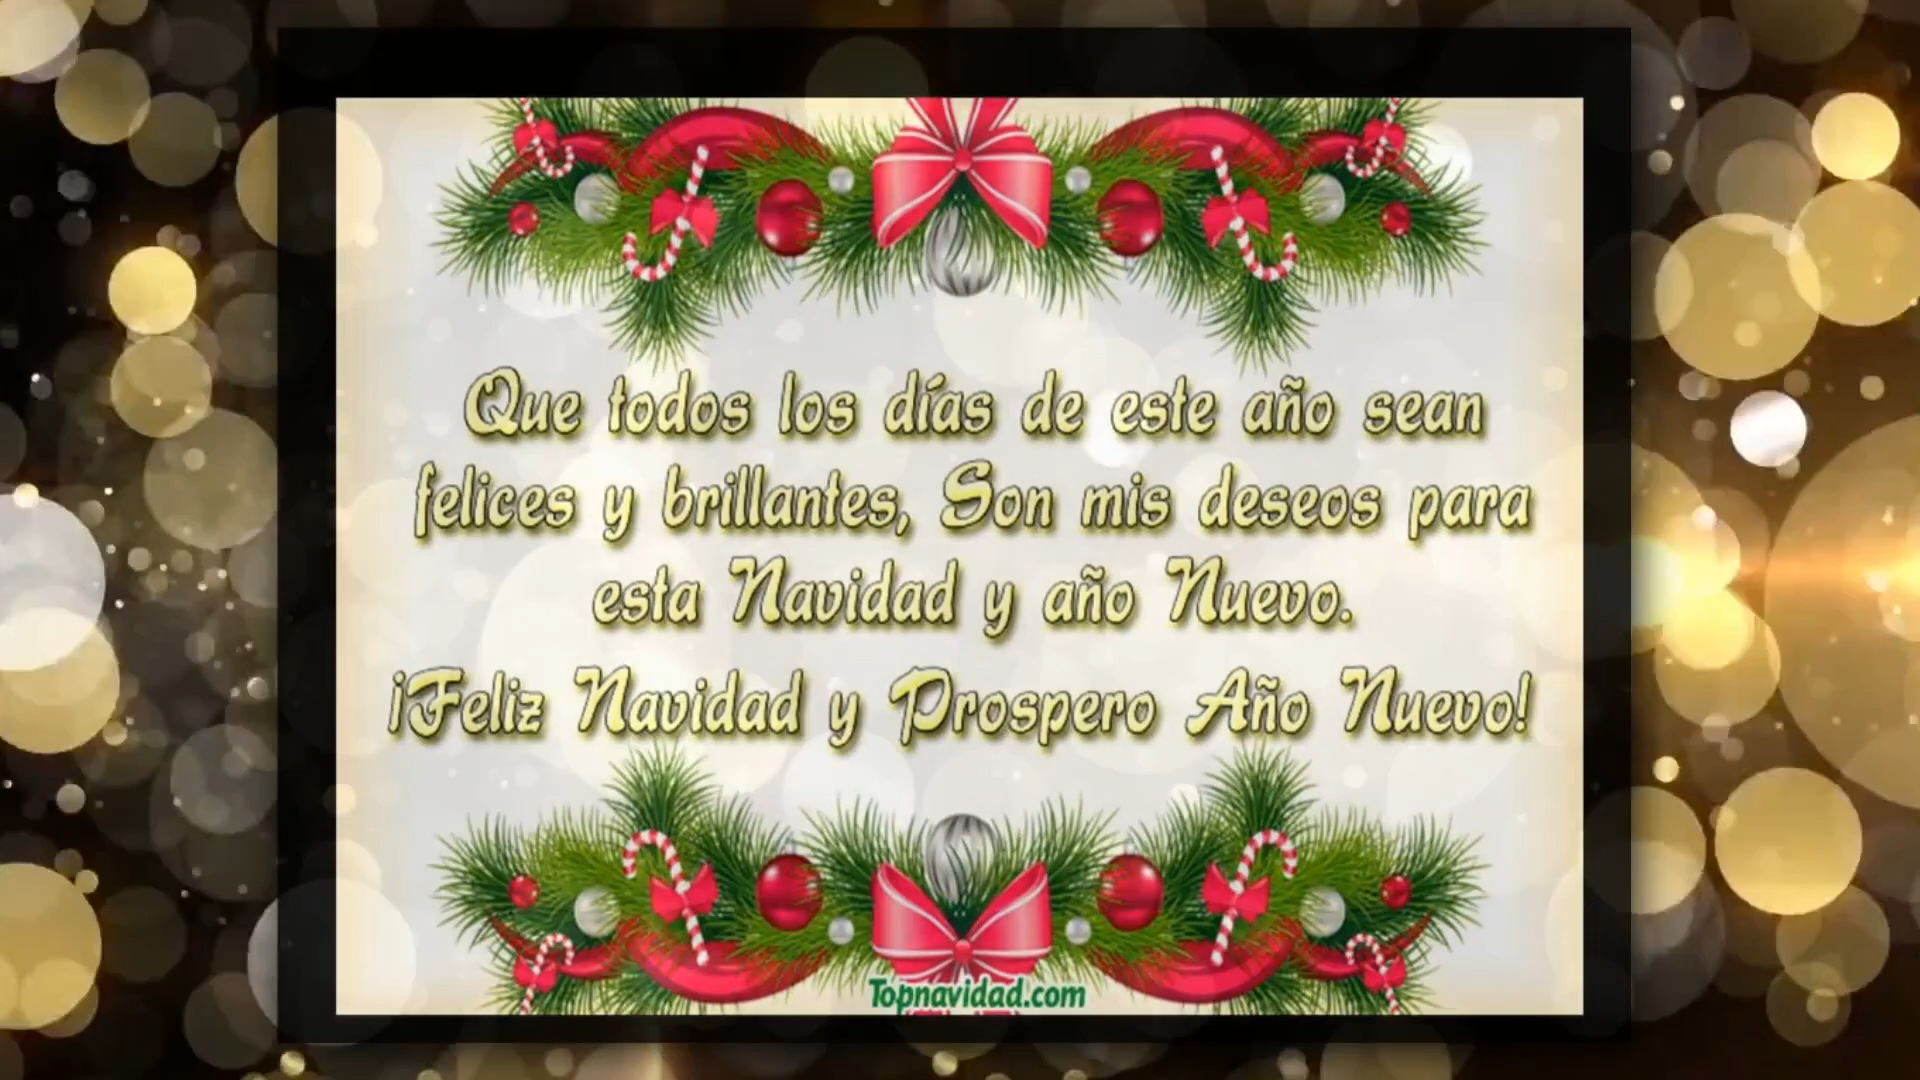 Que todos los días de este año sean
felices y brillantes, Son mis deseos para
esta Navidad y año Nuevo.
¡Feliz Navidad y Prospero Año Nuevo!
Topnavidad.com